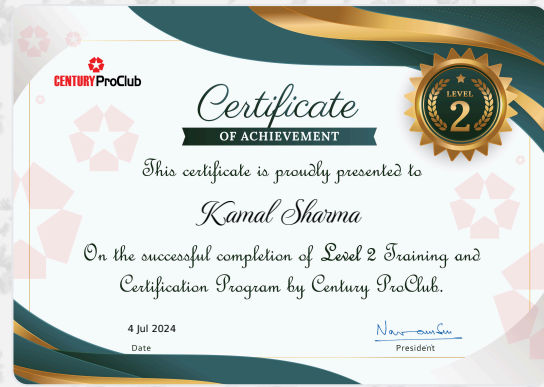 CENTURY ProClub
Certificate
OF ACHIEVEMENT
LEVEL
2
This certificate is proudly presented to
Kamal Sharma
On the successful completion of Level 2 Training and
Certification Program by Century ProClub.
4 Jul 2024
Date
President